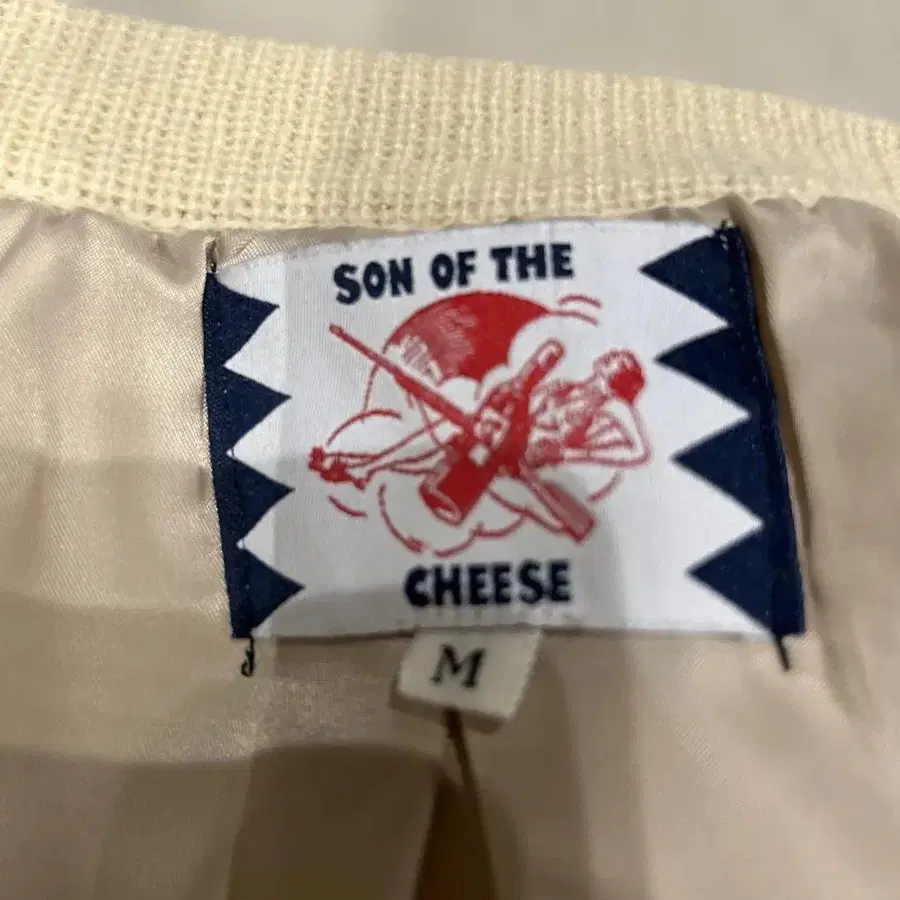 SON OF THE
CHEESE
M